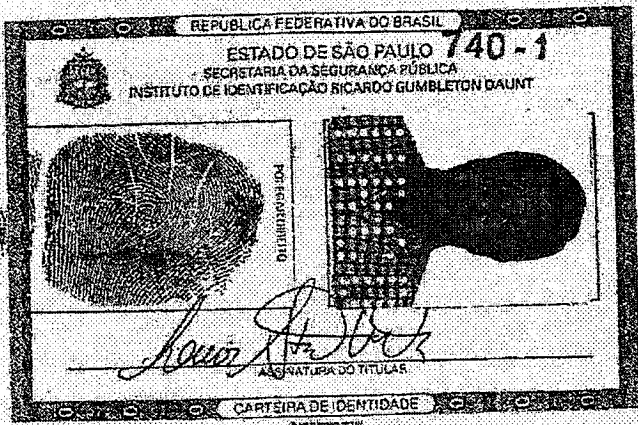 REPÚBLICA FEDERATIVA DO BRASIL
ESTADO DE SÃO PAULO 740-1
SECRETARIA DA SEGURANÇA PÚBLICA
INSTITUTO DE IDENTIFICAÇÃO RICARDO GUMBLETON DAUNT
POLEGAR DIREITO
ASSINATURA DO TITULAR
CARTEIRA DE IDENTIDADE